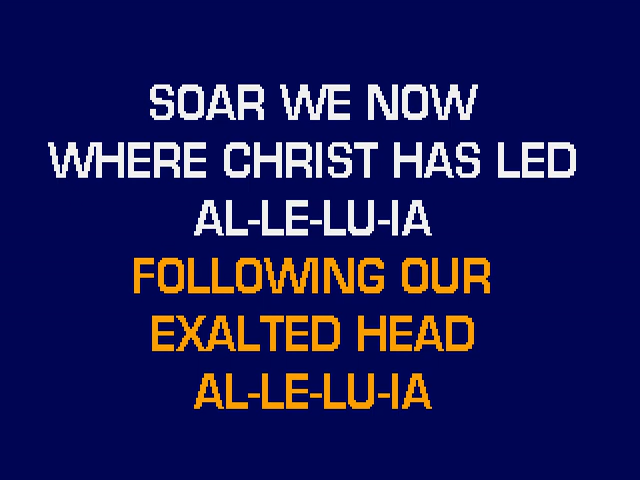 SOAR WE NOW
WHERE CHRIST HAS LED
AL-LE-LU-IA
FOLLOWING OUR
EXALTED HEAD
AL-LE-LU-IA